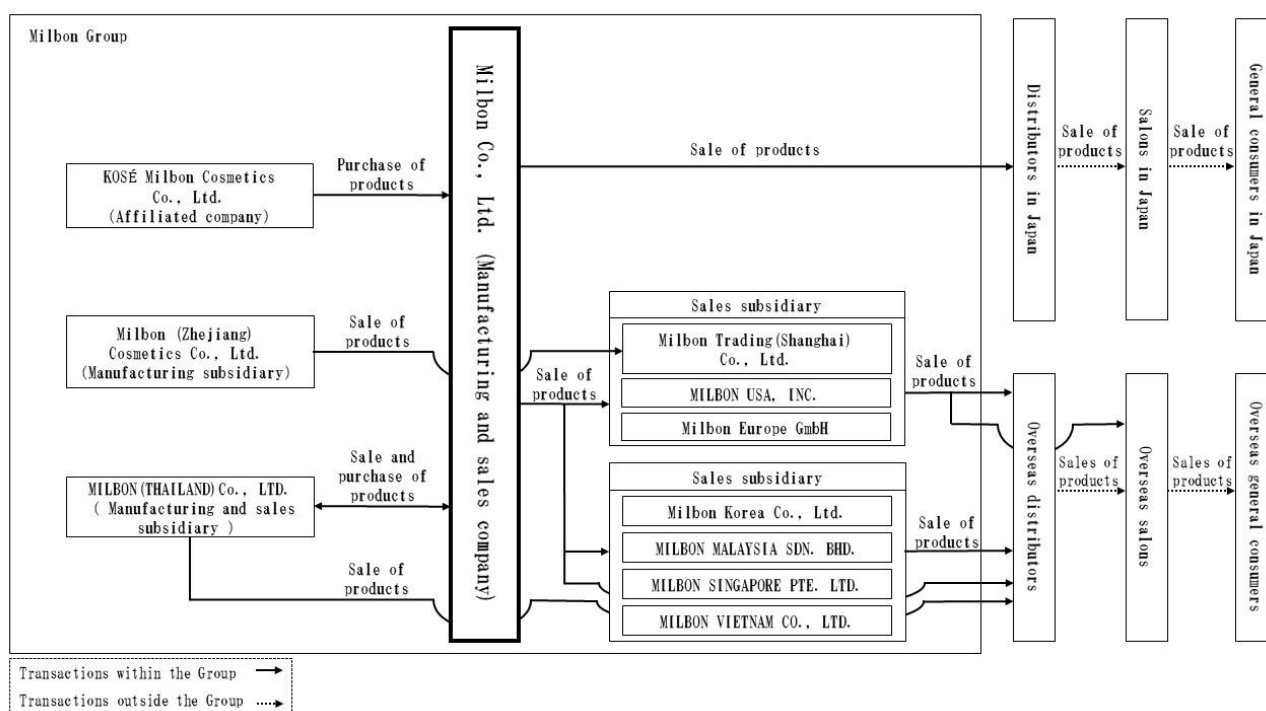 Milbon Group
KOSÉ Milbon Cosmetics
Co., Ltd.
(Affiliated company)
Purchase of
products
Milbon (Zhejiang)
Cosmetics Co., Ltd.
(Manufacturing subsidiary)
Sale of
products
MILBON(THAILAND)Co., LTD.
( Manufacturing and sales
subsidiary )
Sale and
purchase of
products
Sale of
products
Milbon Co., Ltd. (Manufacturing and sales company)
Sale of products
Sale of
products
Sales subsidiary
Milbon Trading(Shanghai)
Co., Ltd.
MILBON USA, INC.
Milbon Europe GmbH
Sale of
products
Sales subsidiary
Milbon Korea Co., Ltd.
MILBON MALAYSIA SDN. BHD.
MILBON SINGAPORE PTE. LTD.
MILBON VIETNAM CO., LTD.
Sale of
products
Distributors in Japan
Sale of
products
Salons in Japan
Sale of
products
General consumers in Japan
Overseas distributors
Sales of
products
Overseas salons
Sales of
products
Overseas general consumers
Transactions within the Group
Transactions outside the Group